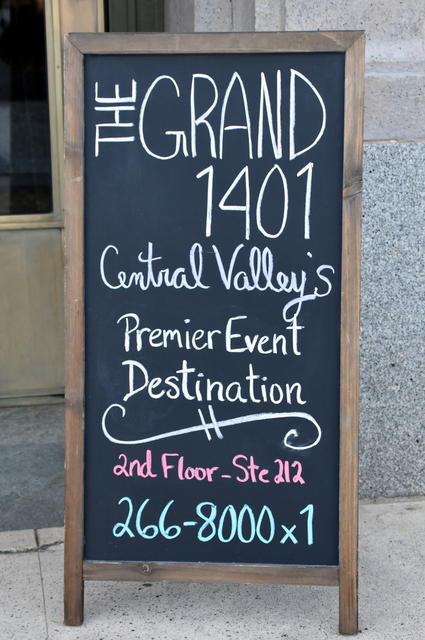 THE GRAND
1401
Central Valley's
Premier Event
Destination
2nd Floor - Ste 212
266-8000 x1